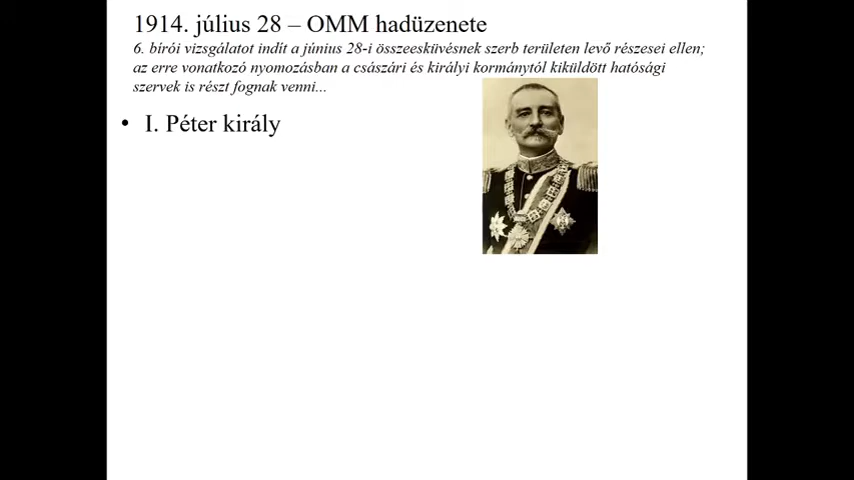 1914. július 28 – OMM hadüzenete
6. bírói vizsgálatot indít a június 28-i összeesküvésnek szerb területen levő részesei ellen;
az erre vonatkozó nyomozásban a császári és királyi kormánytól kiküldött hatósági
szervek is részt fognak venni...
• I. Péter király